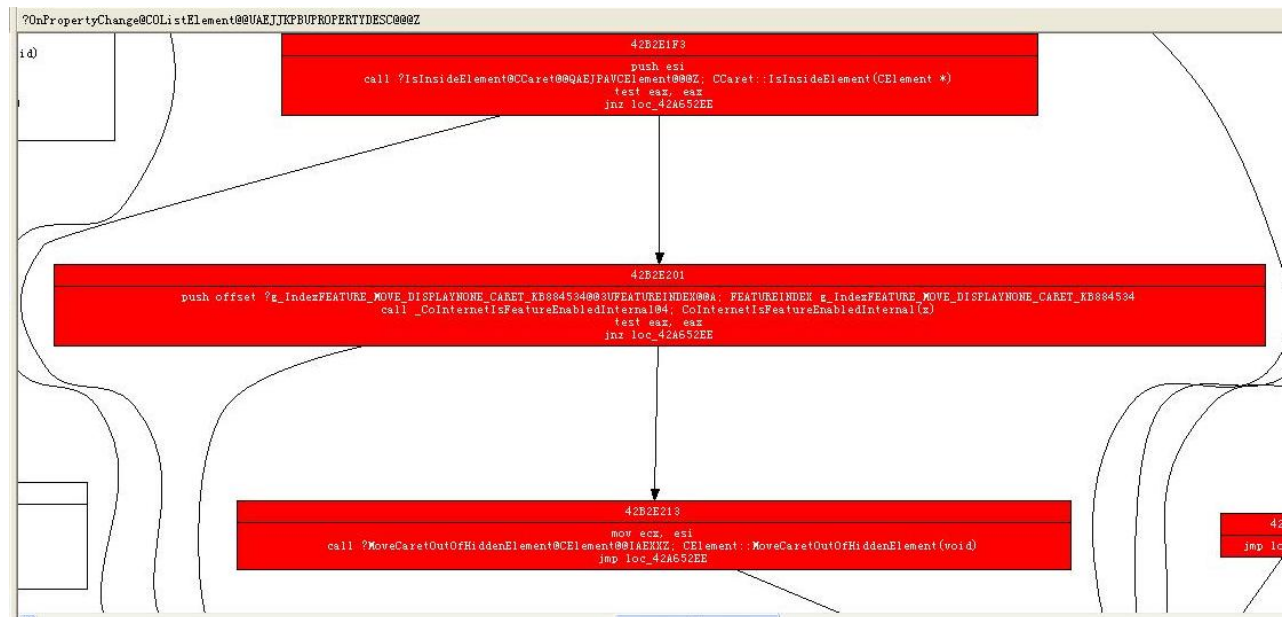 ?OnPropertyChange@COListElement@@UAEJJKPBUPROPERTYDESC@@@Z
id)
42B2E1F3
push esi
call ?IsInsideElement@CCaret@@QAEJPAVCElement@@@Z; CCaret::IsInsideElement(CElement *)
test eax, eax
jnz loc_42A652EE
42B2E201
push offset ?g_IndexFEATURE_MOVE_DISPLAYNONE_CARET_KB884534@@3UFEATUREINDEX@@A; FEATUREINDEX g_IndexFEATURE_MOVE_DISPLAYNONE_CARET_KB884534
call _CoInternetIsFeatureEnabledInternal@4; CoInternetIsFeatureEnabledInternal(x)
test eax, eax
jnz loc_42A652EE
42B2E213
mov ecx, esi
call ?MoveCaretOutOfHiddenElement@CElement@@IAEXXZ; CElement::MoveCaretOutOfHiddenElement(void)
jmp loc_42A652EE
42
jmp lo